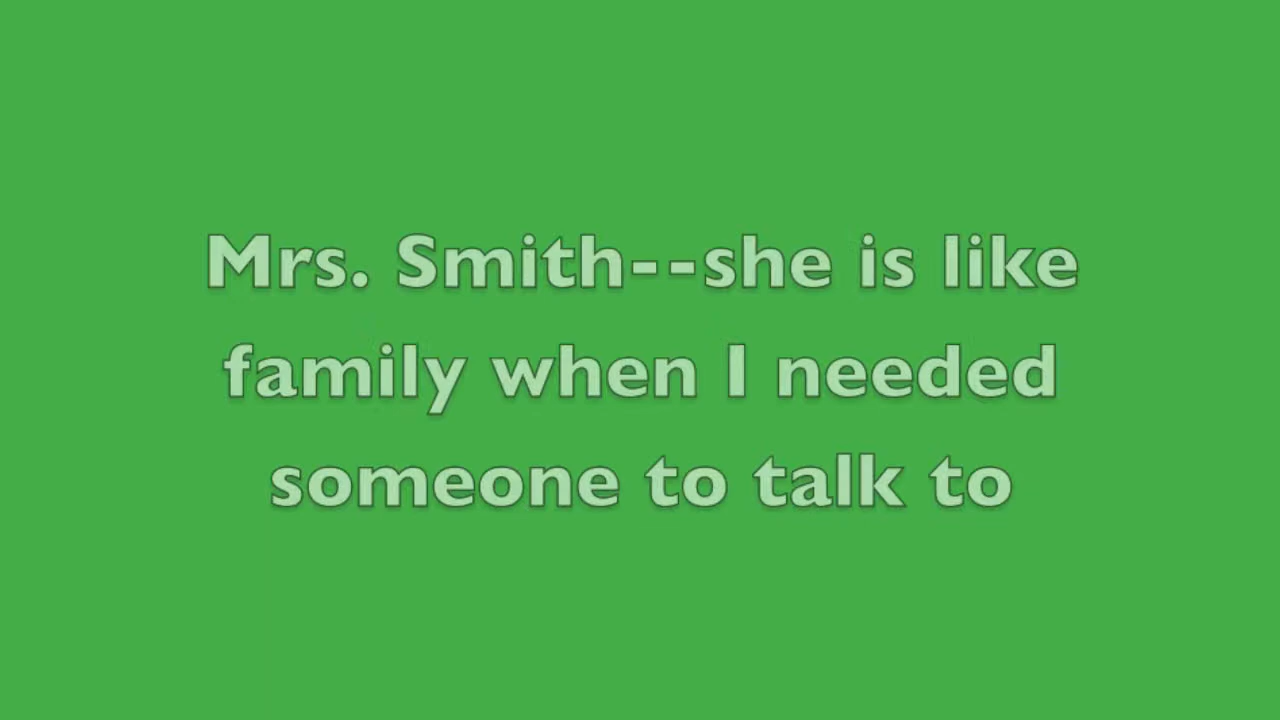 Mrs. Smith--she is like
family when I needed
someone to talk to